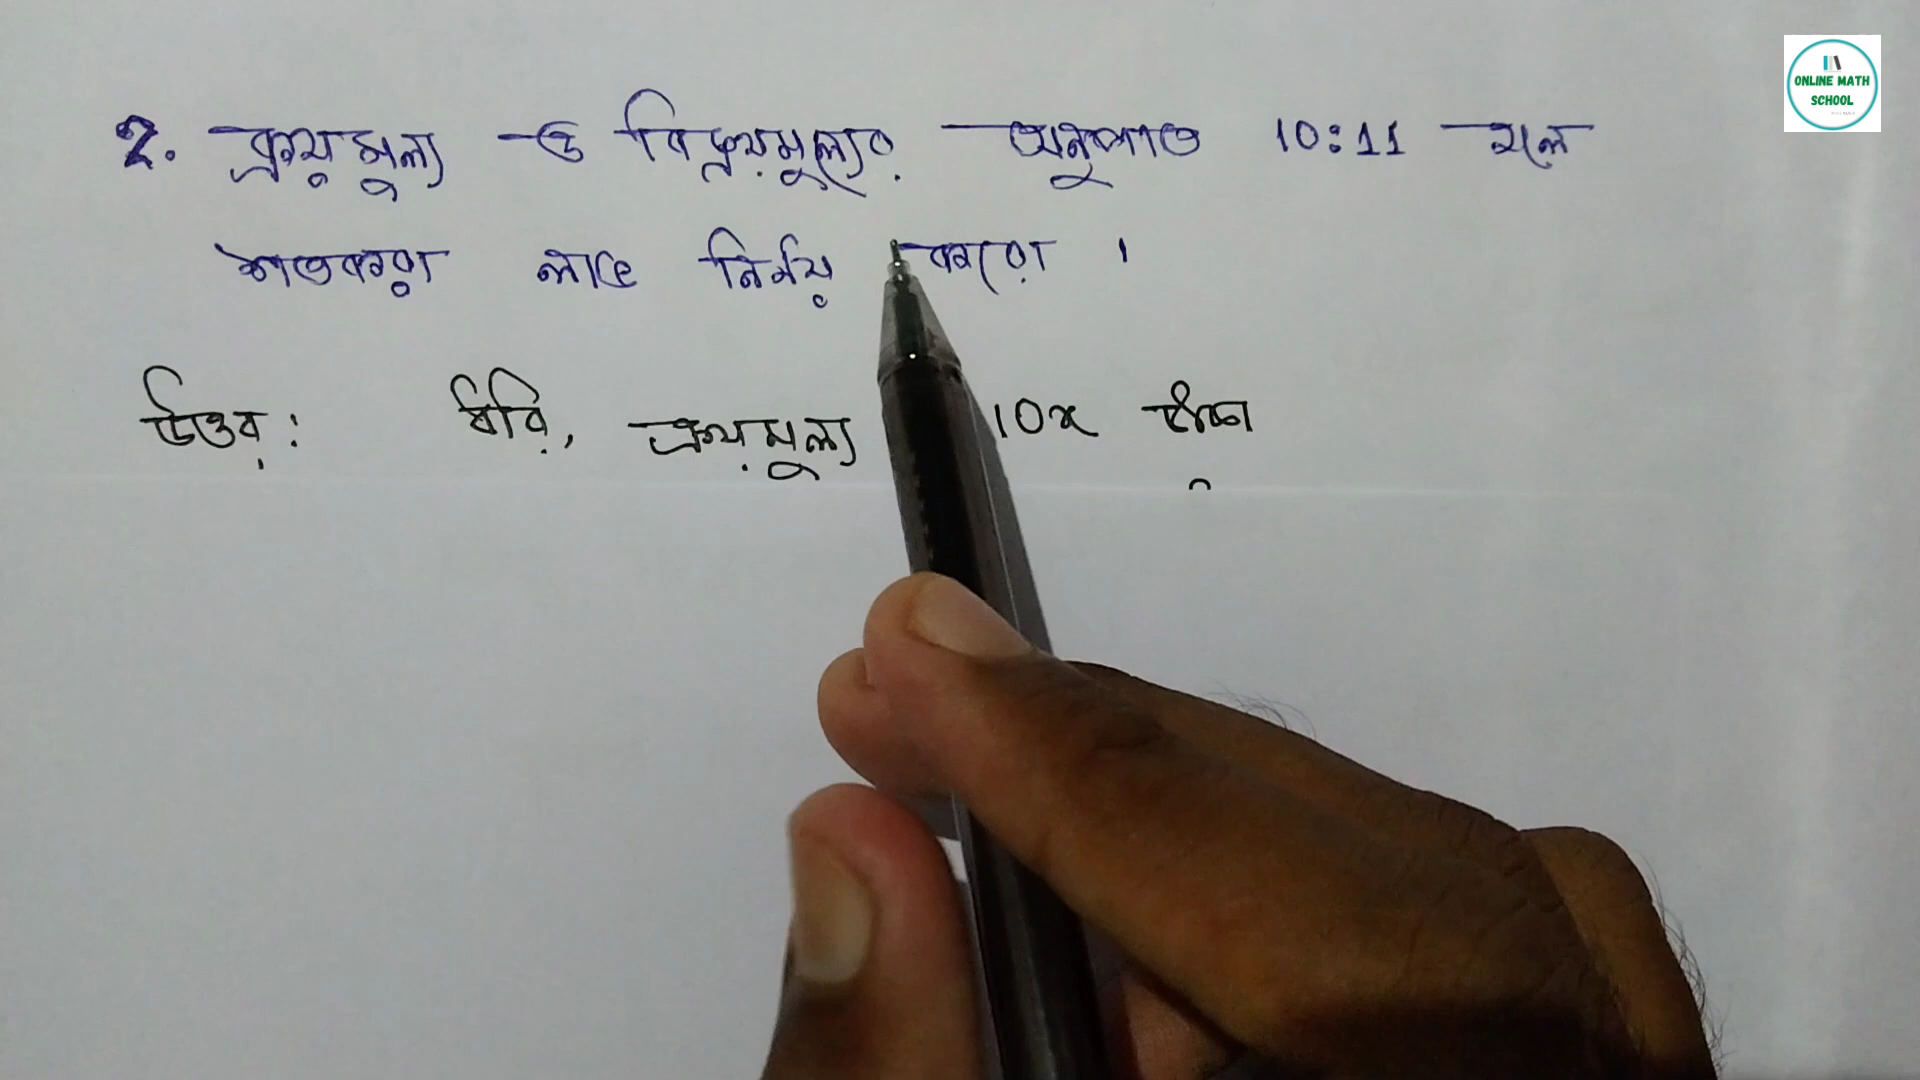 ONLINE MATH
SCHOOL
2. ক্রয়মূল্য ও বিক্রয়মূল্যের অনুপাত 10:11 হলে
শতকরা লাভ নির্ণয় করো ।
উত্তর: ধরি, ক্রয়মূল্য 10x টাকা